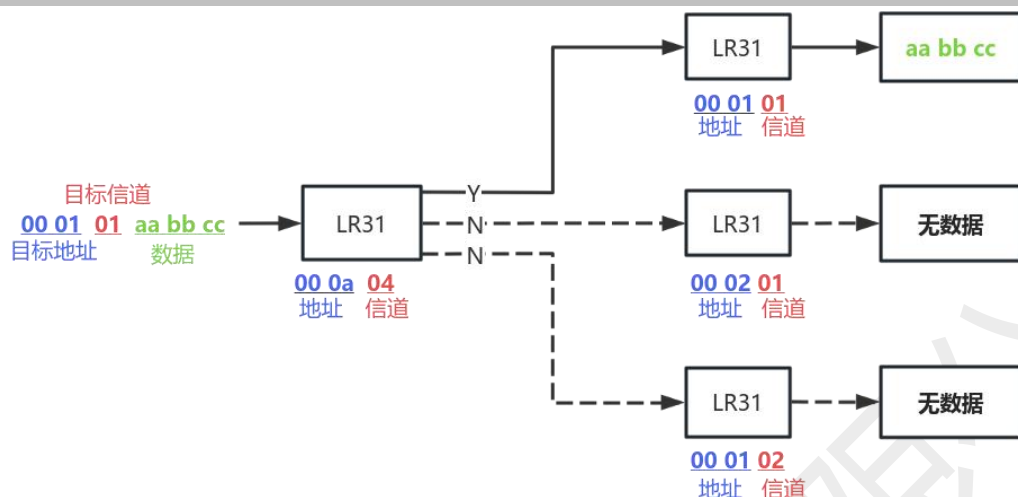 LR31
aa bb cc
00 01 01
地址 信道
目标信道
00 01 01 aa bb cc
目标地址 数据
LR31
00 0a 04
地址 信道
Y
N
N
LR31
无数据
00 02 01
地址 信道
LR31
无数据
00 01 02
地址 信道